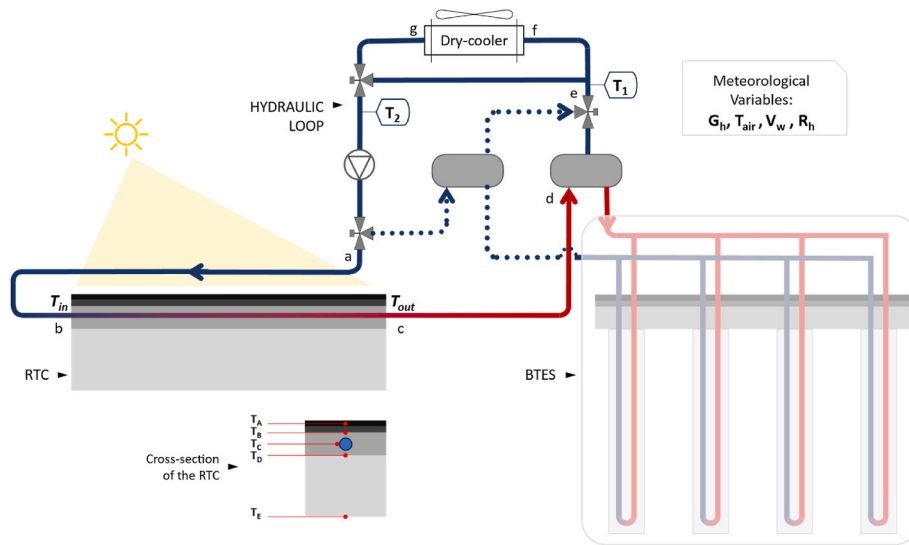 g
Dry-cooler
f
T1
e
Meteorological
Variables:
Gh, Tair , Vw , Rh
HYDRAULIC
LOOP
T2
d
a
Tin
Tout
b
c
RTC
BTES
TA
TB
TC
TD
Cross-section
of the RTC
TE